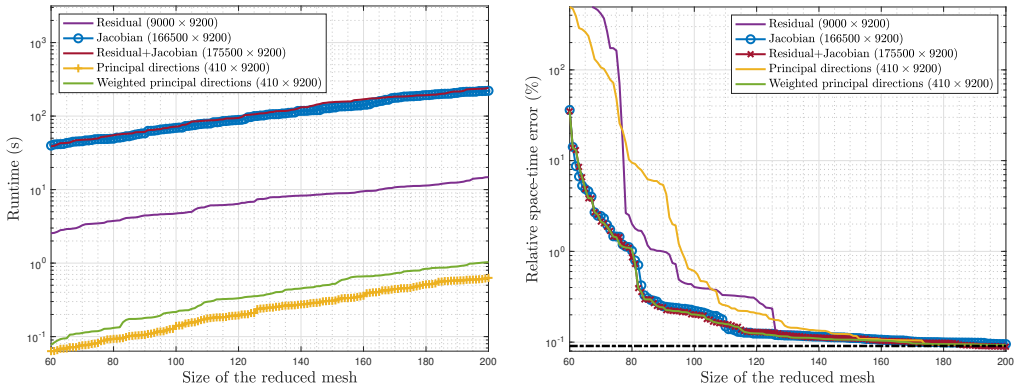 Residual (9000 × 9200)
Jacobian (166500 × 9200)
Residual+Jacobian (175500 × 9200)
Principal directions (410 × 9200)
Weighted principal directions (410 × 9200)
Runtime (s)
10³
10²
10¹
10⁰
10⁻¹
60 80 100 120 140 160 180 200
Size of the reduced mesh
Residual (9000 × 9200)
Jacobian (166500 × 9200)
Residual+Jacobian (175500 × 9200)
Principal directions (410 × 9200)
Weighted principal directions (410 × 9200)
Relative space-time error (%)
10²
10¹
10⁰
10⁻¹
60 80 100 120 140 160 180 200
Size of the reduced mesh